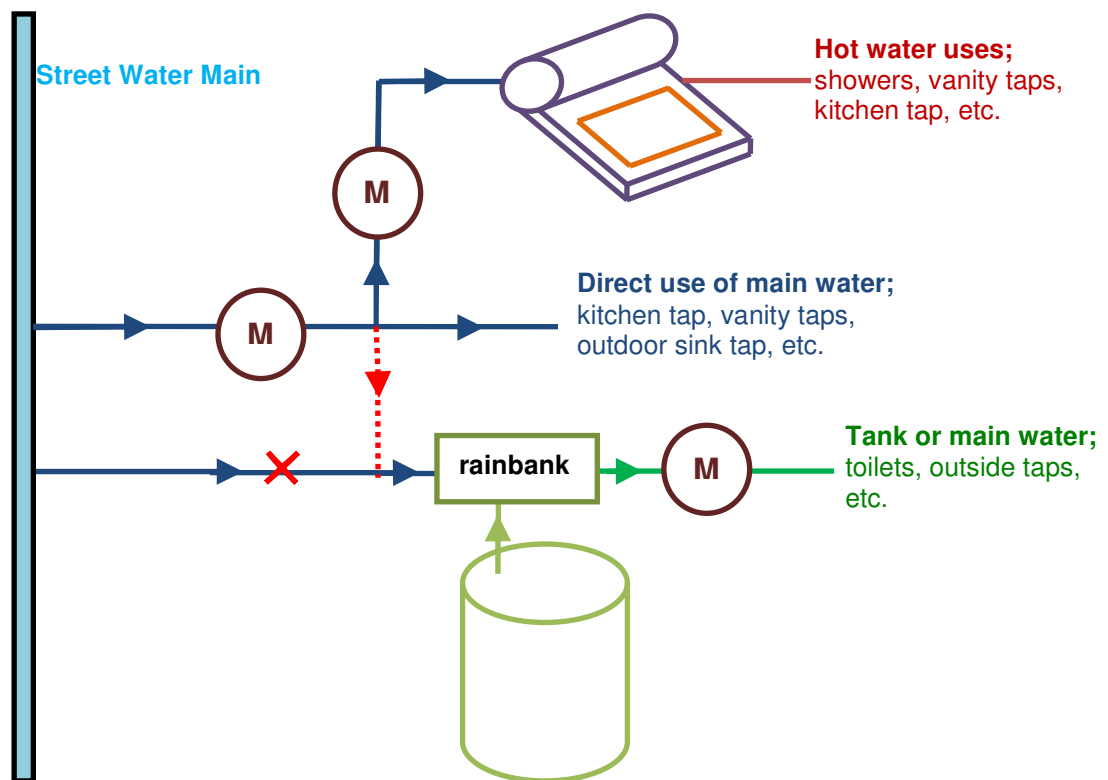 Street Water Main
Hot water uses;
showers, vanity taps,
kitchen tap, etc.
M
M
Direct use of main water;
kitchen tap, vanity taps,
outdoor sink tap, etc.
rainbank
M
Tank or main water;
toilets, outside taps,
etc.